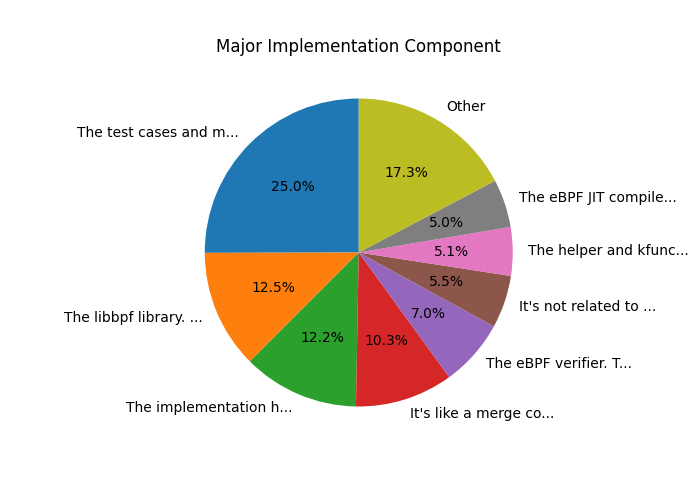 Major Implementation Component
Other
The test cases and m...
17.3%
25.0%
The eBPF JIT compile...
5.0%
The helper and kfunc...
5.1%
5.5%
12.5%
It's not related to ...
7.0%
The libbpf library. ...
12.2%
10.3%
The eBPF verifier. T...
The implementation h...
It's like a merge co...